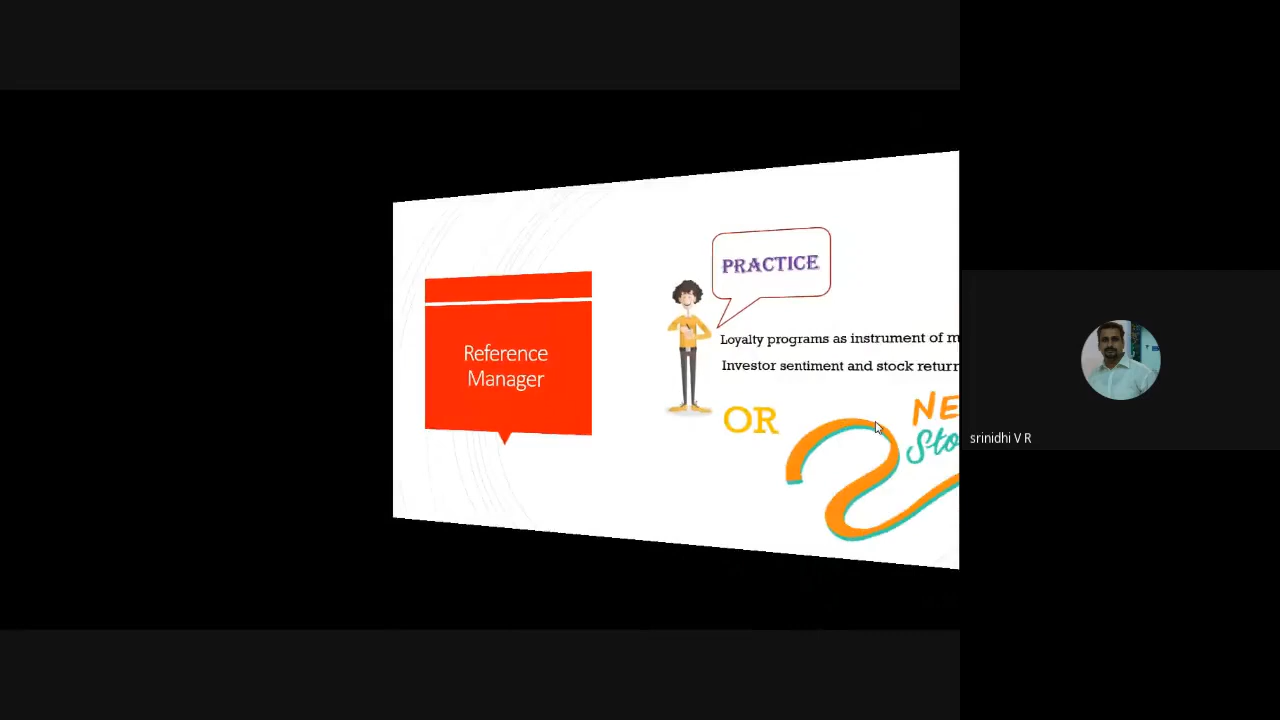 PRACTICE
Reference
Manager
Loyalty programs as instrument of
Investor sentiment and stock
OR
srinidhi V R